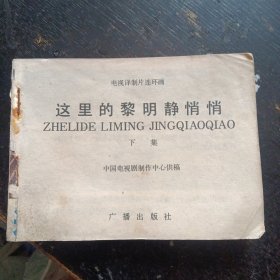 电视译制片连环画
这里的黎明静悄悄
ZHELIDE LIMING JINGQIAOQIAO
下 集
中国电视剧制作中心供稿
广播出版社